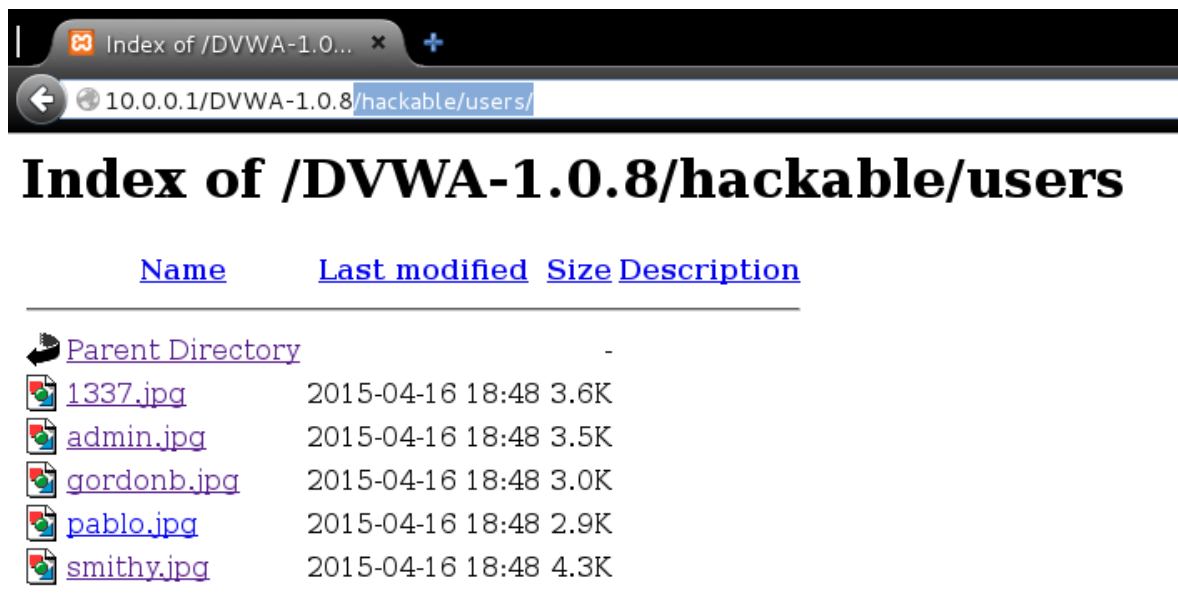 Index of /DVWA-1.0...
10.0.0.1/DVWA-1.0.8/hackable/users/
Index of /DVWA-1.0.8/hackable/users
Name Last modified Size Description
Parent Directory -
1337.jpg 2015-04-16 18:48 3.6K
admin.jpg 2015-04-16 18:48 3.5K
gordonb.jpg 2015-04-16 18:48 3.0K
pablo.jpg 2015-04-16 18:48 2.9K
smithy.jpg 2015-04-16 18:48 4.3K